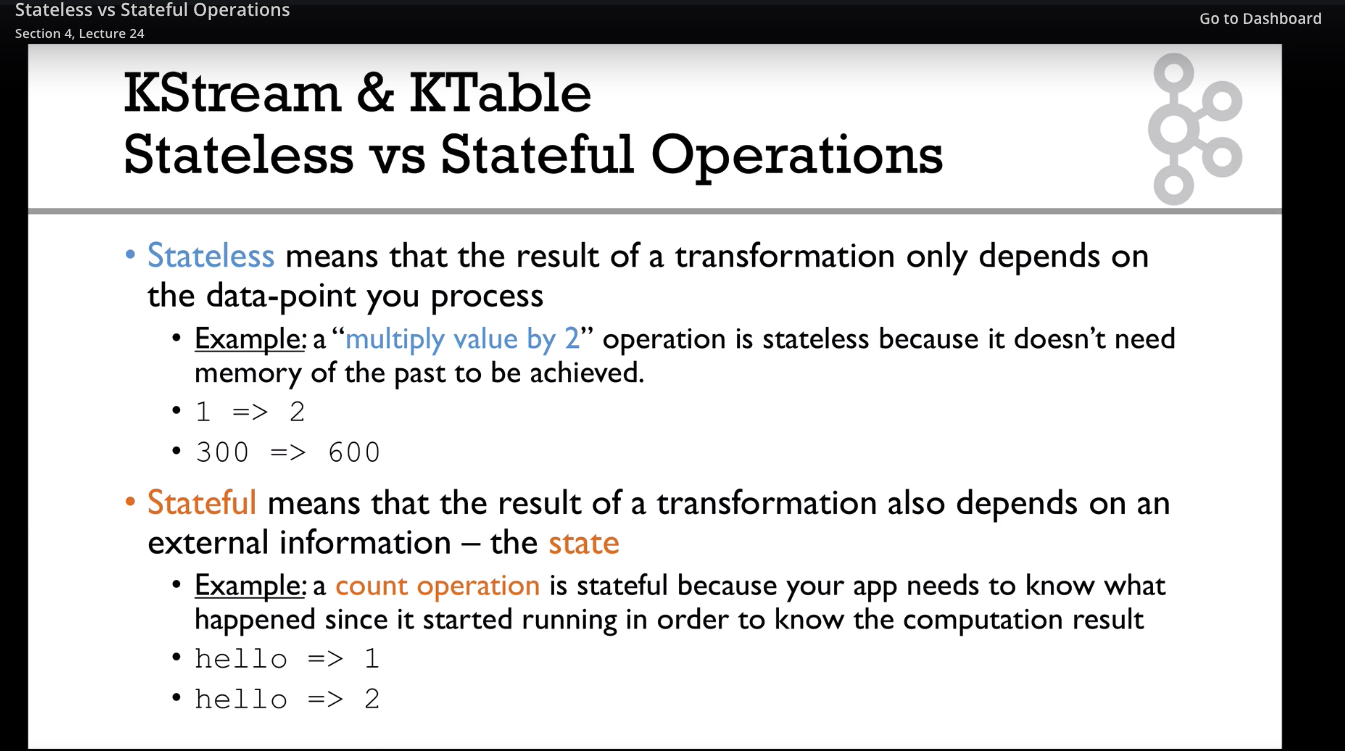 Stateless vs Stateful Operations
Section 4, Lecture 24
Go to Dashboard
KStream & KTable
Stateless vs Stateful Operations
• Stateless means that the result of a transformation only depends on
the data-point you process
• Example: a “multiply value by 2” operation is stateless because it doesn’t need
memory of the past to be achieved.
• 1 => 2
• 300 => 600
• Stateful means that the result of a transformation also depends on an
external information – the state
• Example: a count operation is stateful because your app needs to know what
happened since it started running in order to know the computation result
• hello => 1
• hello => 2